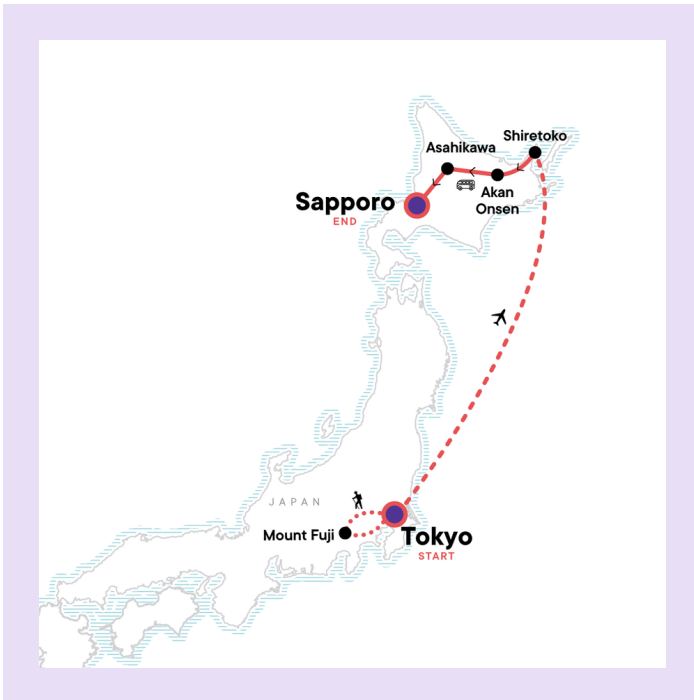 Shiretoko
Asahikawa
Akan
Onsen
Sapporo
END
JAPAN
Mount Fuji
Tokyo
START